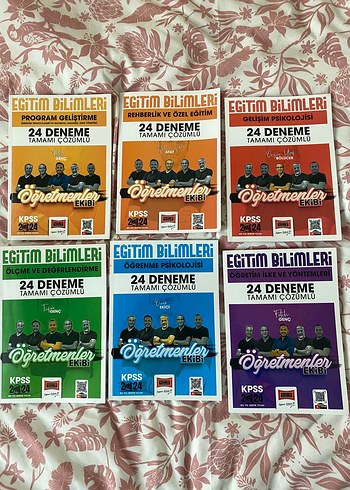 EĞİTİM BİLİMLERİ
PROGRAM GELİŞTİRME
24 DENEME
TAMAMI ÇÖZÜMLÜ
GENÇ
Öğretmenler
EKİBİ
KPSS
2024
EĞİTİM BİLİMLERİ
REHBERLİK VE ÖZEL EĞİTİM
24 DENEME
TAMAMI ÇÖZÜMLÜ
Öğretmenler
EKİBİ
KPSS
2024
EĞİTİM BİLİMLERİ
GELİŞİM PSİKOLOJİSİ
24 DENEME
TAMAMI ÇÖZÜMLÜ
Öğretmenler
EKİBİ
KPSS
2024
EĞİTİM BİLİMLERİ
ÖLÇME VE DEĞERLENDİRME
24 DENEME
TAMAMI ÇÖZÜMLÜ
GENÇ
Öğretmenler
EKİBİ
KPSS
2024
EĞİTİM BİLİMLERİ
ÖĞRENME PSİKOLOJİSİ
24 DENEME
TAMAMI ÇÖZÜMLÜ
Öğretmenler
EKİBİ
KPSS
2024
EĞİTİM BİLİMLERİ
ÖĞRETİM İLKE VE YÖNTEMLERİ
24 DENEME
TAMAMI ÇÖZÜMLÜ
Fatih
GENÇ
Öğretmenler
EKİBİ
KPSS
2024